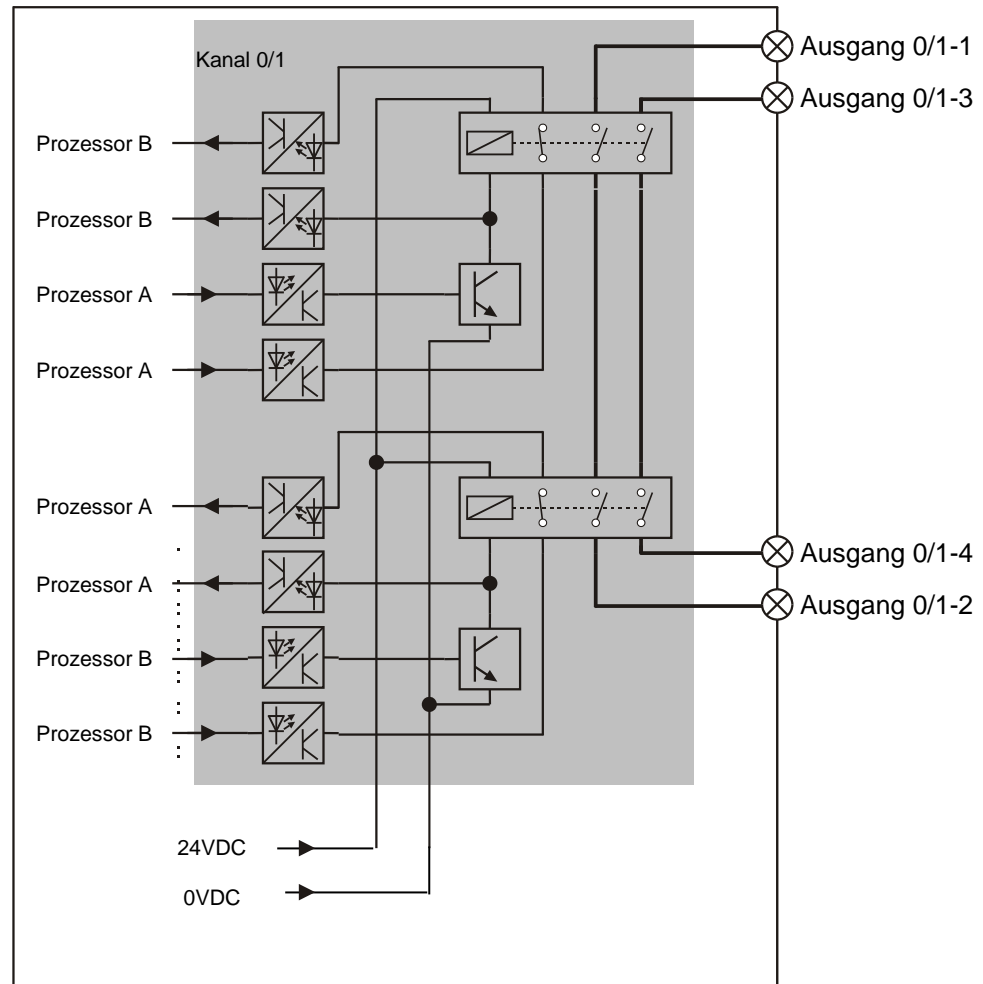 Kanal 0/1
Ausgang 0/1-1
Ausgang 0/1-3
Prozessor B
Prozessor B
Prozessor A
Prozessor A
Prozessor A
Prozessor A
Prozessor B
Prozessor B
Ausgang 0/1-4
Ausgang 0/1-2
24VDC
0VDC